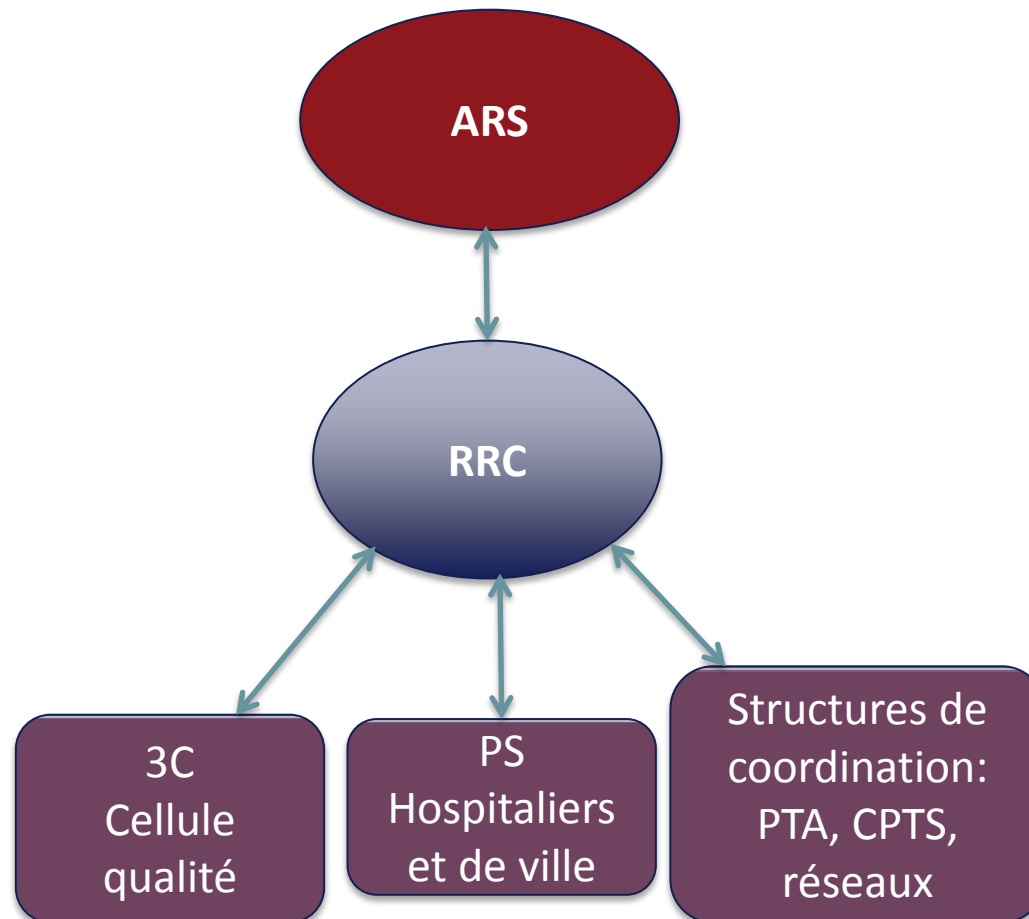 ARS
RRC
3C
Cellule
qualité
PS
Hospitaliers
et de ville
Structures de
coordination:
PTA, CPTS,
réseaux